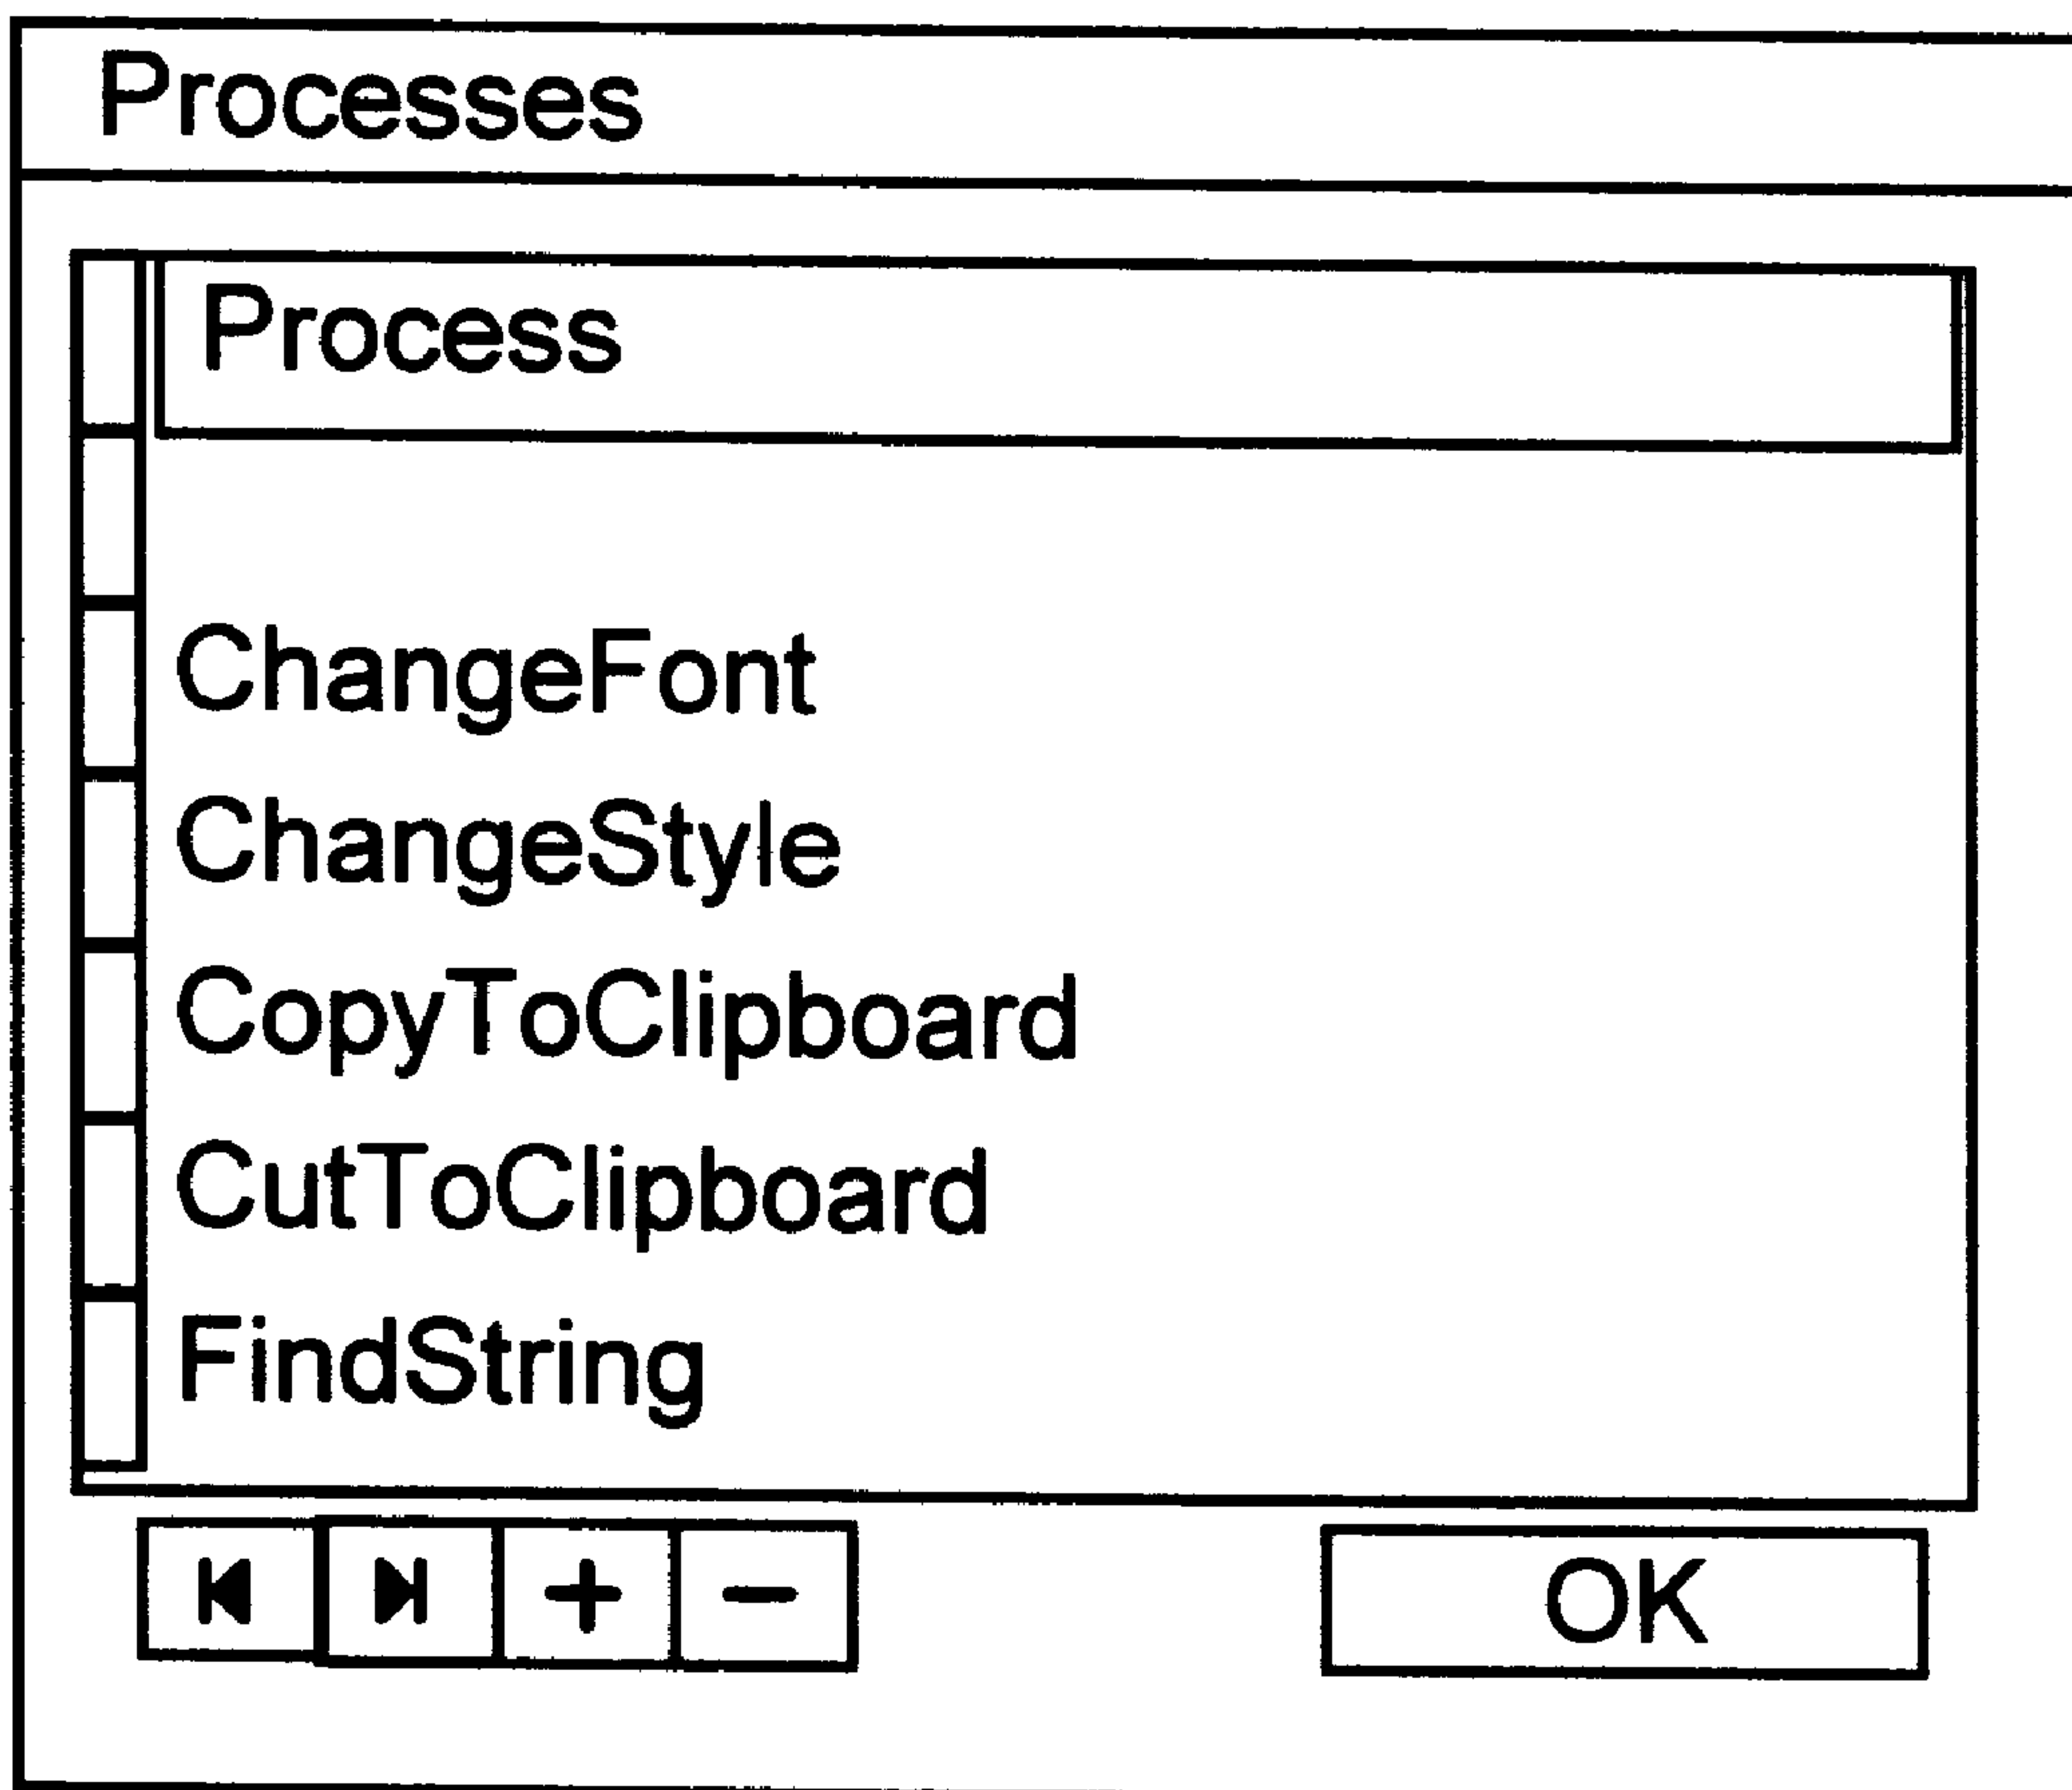 Processes
Process
ChangeFont
ChangeStyle
CopyToClipboard
CutToClipboard
FindString
+ -
OK